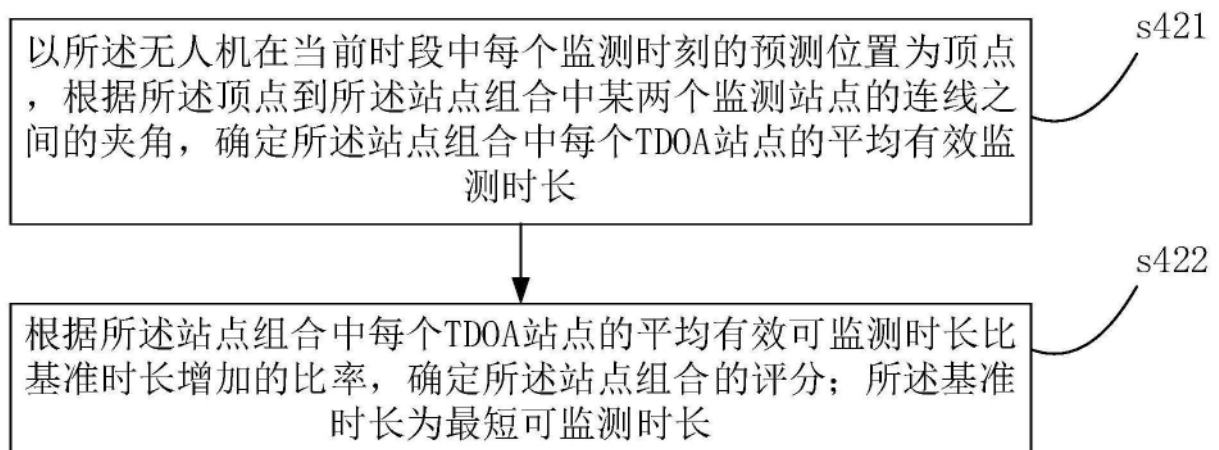 s421
以所述无人机在当前时段中每个监测时刻的预测位置为顶点
，根据所述顶点到所述站点组合中某两个监测站点的连线之
间的夹角，确定所述站点组合中每个TDOA站点的平均有效监
测时长
s422
根据所述站点组合中每个TDOA站点的平均有效可监测时长比
基准时长增加的比率，确定所述站点组合的评分；所述基准
时长为最短可监测时长